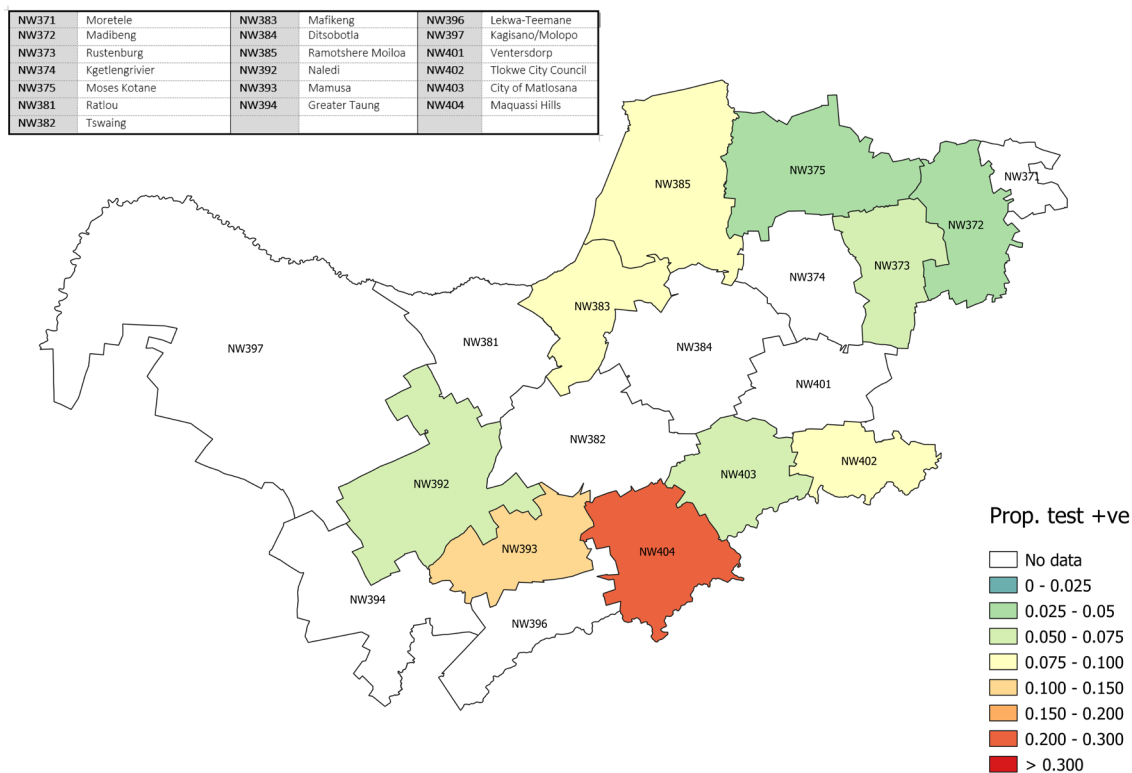 NW371 Moretele NW383 Mafikeng NW396 Lekwa-Teemane
NW372 Madibeng NW384 Ditsobotla NW397 Kagisano/Molopo
NW373 Rustenburg NW385 Ramotshere Moiloa NW401 Ventersdorp
NW374 Kgetlengrivier NW392 Naledi NW402 Tlokwe City Council
NW375 Moses Kotane NW393 Mamusa NW403 City of Matlosana
NW381 Ratlou NW394 Greater Taung NW404 Maquassi Hills
NW382 Tswaing
NW385
NW375
NW371
NW372
NW374
NW373
NW383
NW397
NW381
NW384
NW401
NW382
NW402
NW392
NW403
NW393
NW404
NW394
NW396
Prop. test +ve
No data
0 - 0.025
0.025 - 0.05
0.050 - 0.075
0.075 - 0.100
0.100 - 0.150
0.150 - 0.200
0.200 - 0.300
> 0.300